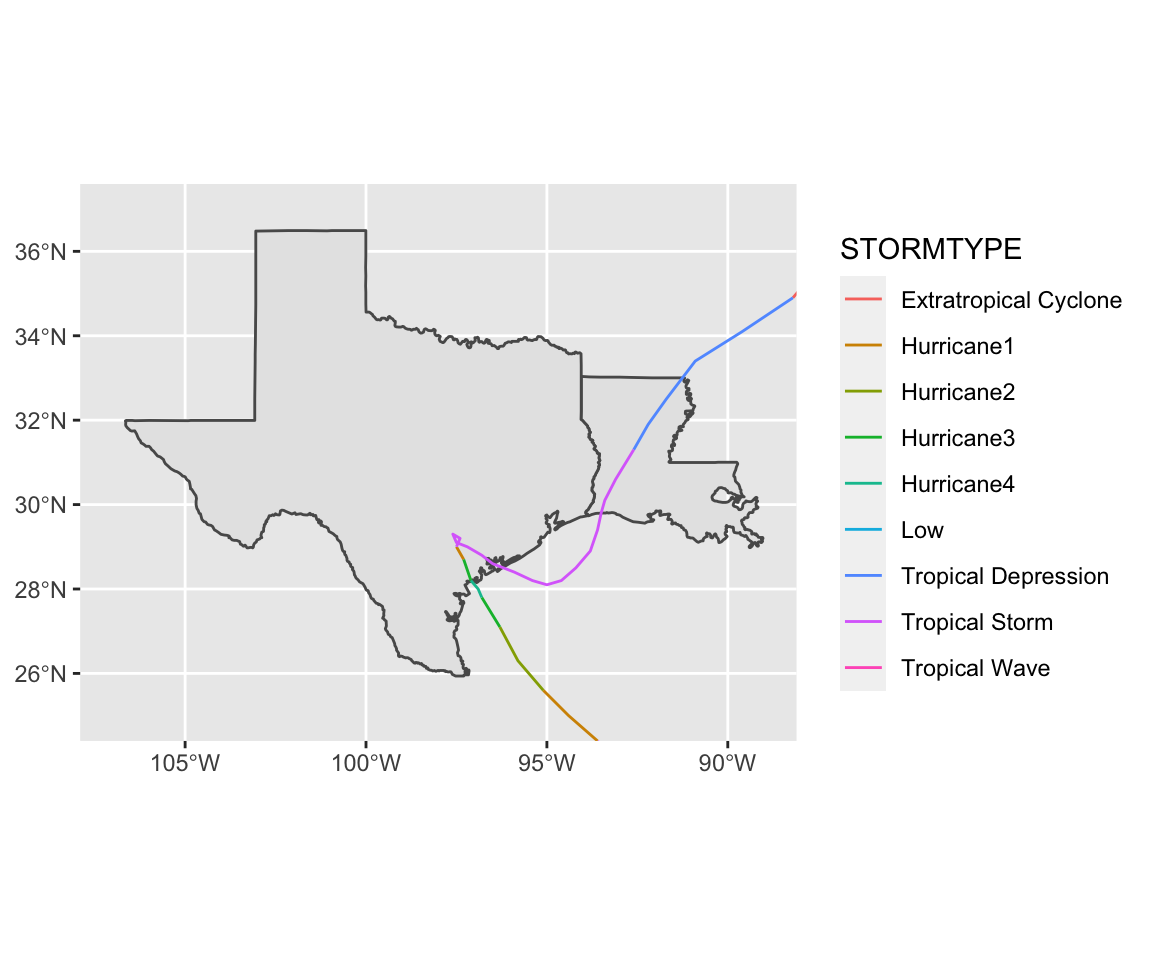 36°N
34°N
32°N
30°N
28°N
26°N
105°W 100°W 95°W 90°W
STORMTYPE
Extratropical Cyclone
Hurricane1
Hurricane2
Hurricane3
Hurricane4
Low
Tropical Depression
Tropical Storm
Tropical Wave